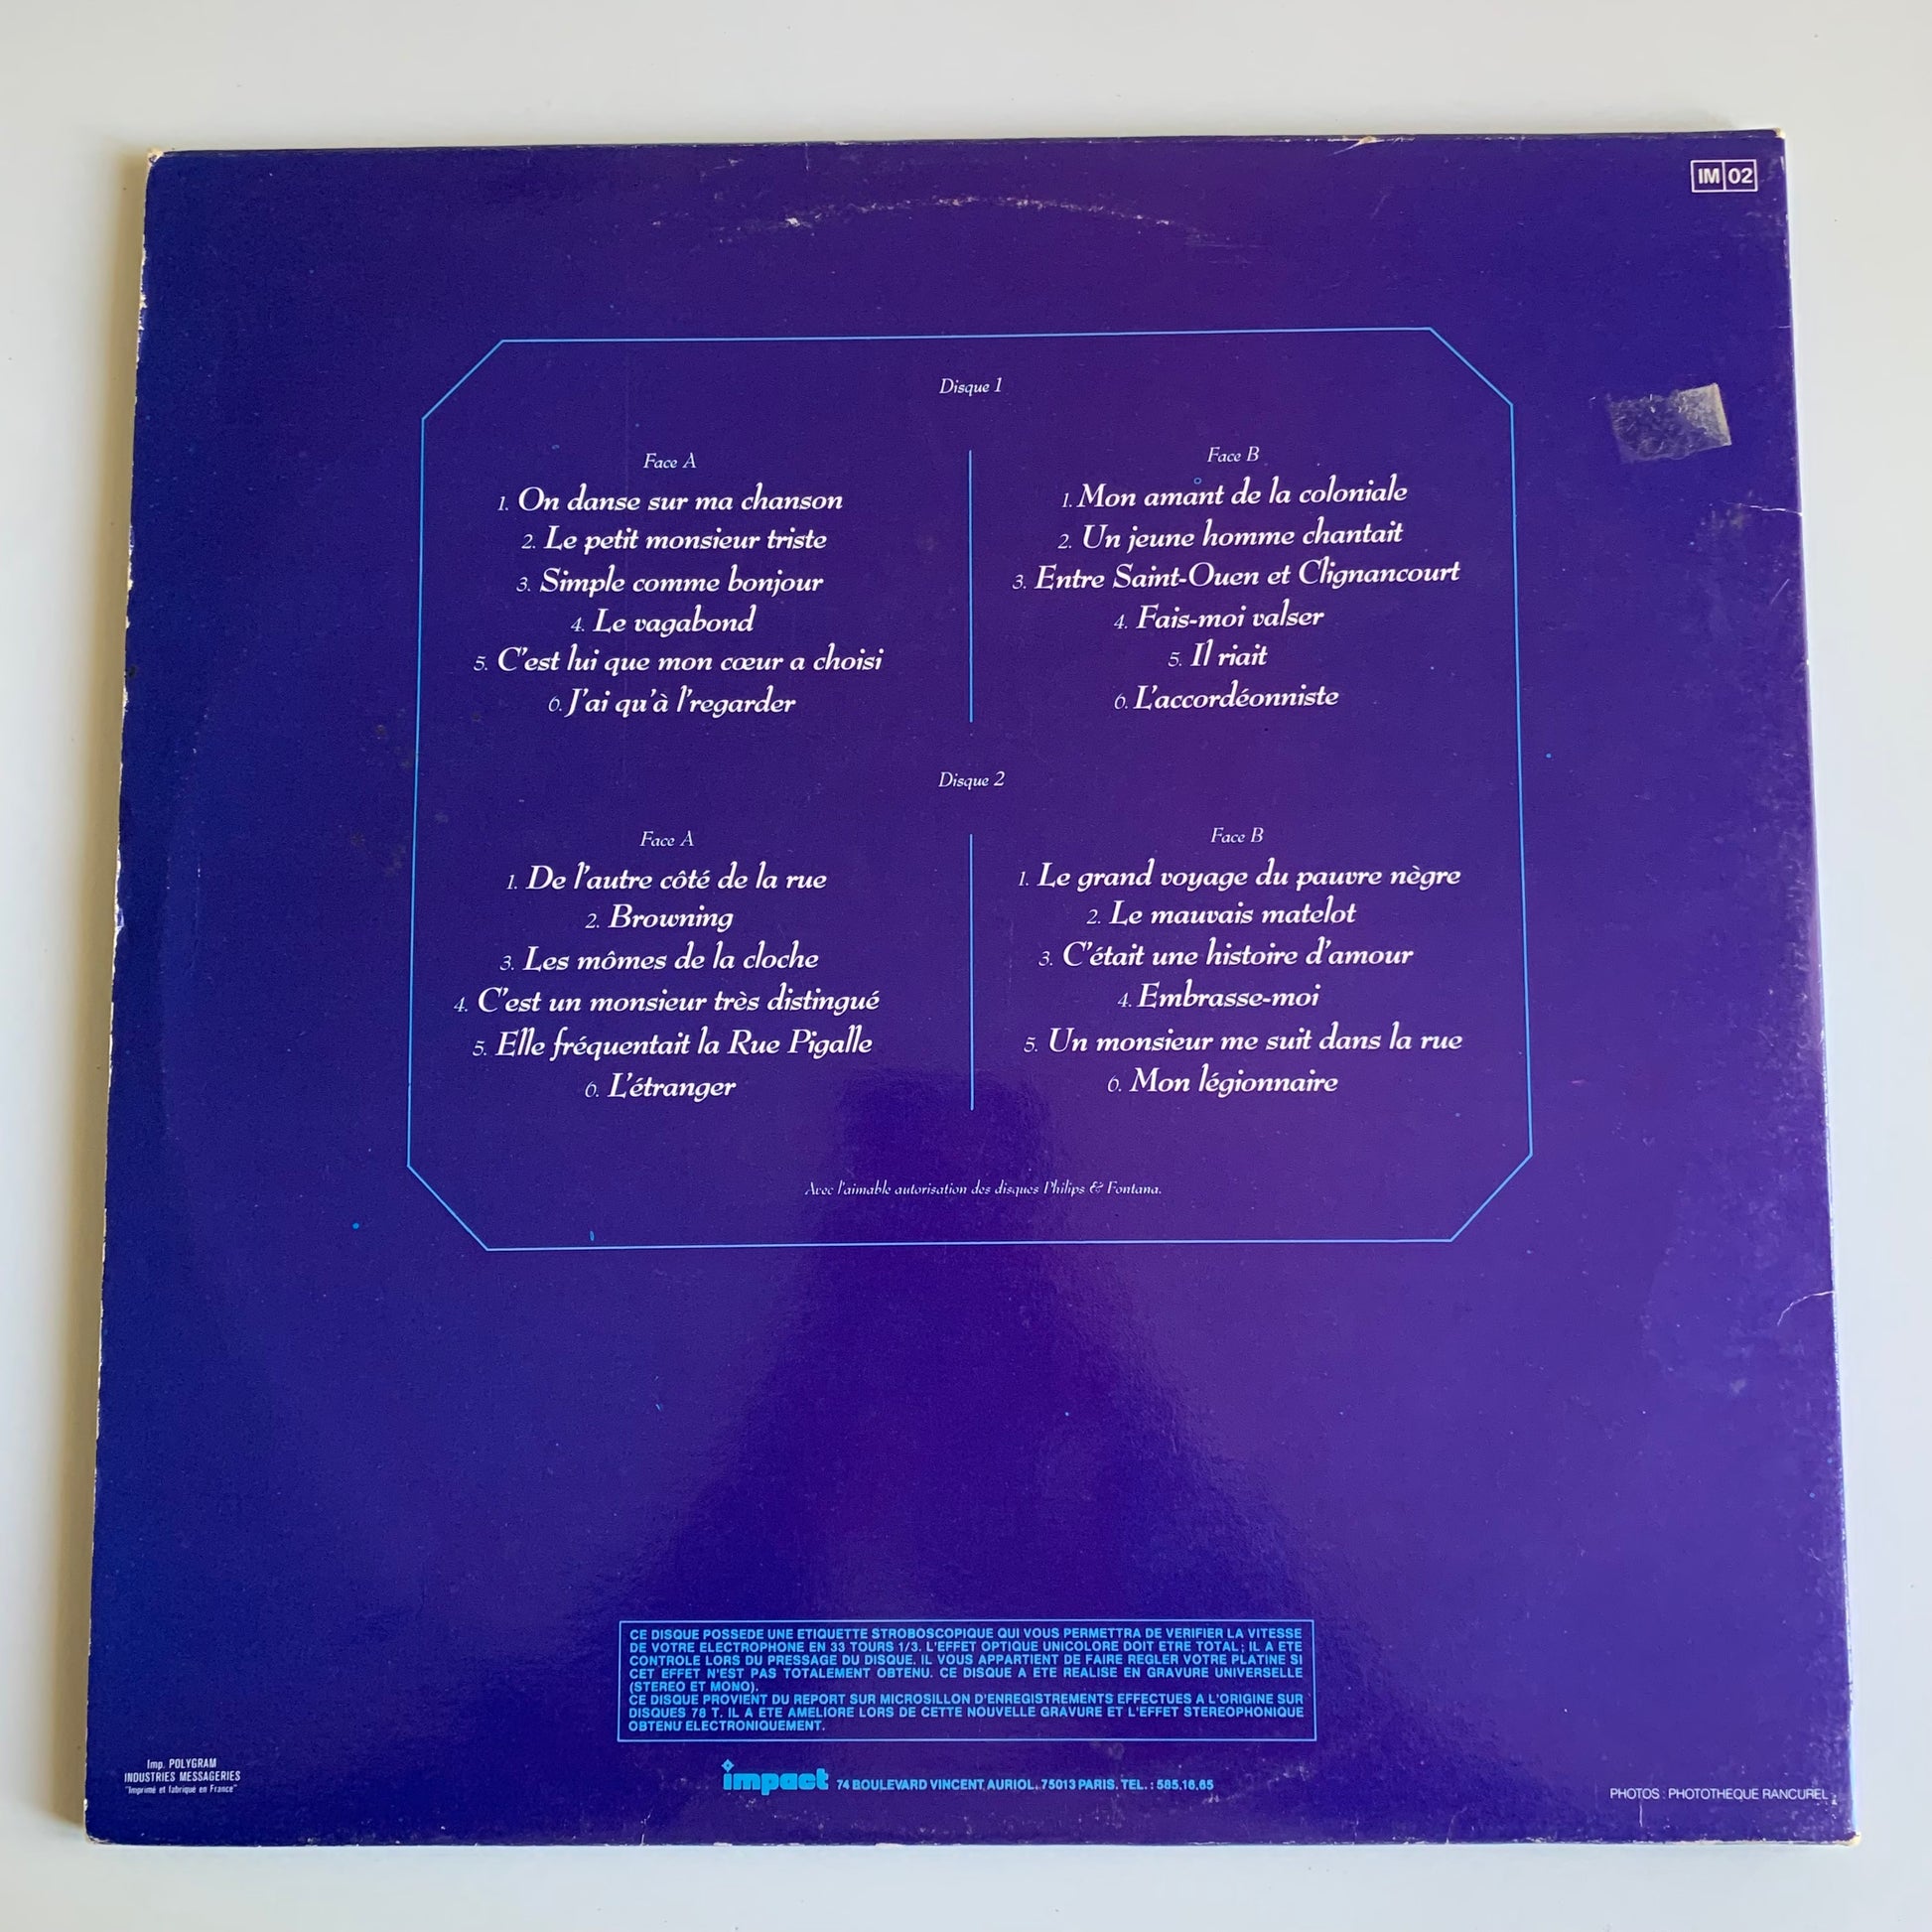 IM 02
Disque 1
Face A
1. On danse sur ma chanson
2. Le petit monsieur triste
3. Simple comme bonjour
4. Le vagabond
5. C'est lui que mon cœur a choisi
6. J'ai qu'à l'regarder
Face B
1. Mon amant de la coloniale
2. Un jeune homme chantait
3. Entre Saint-Ouen et Clignancourt
4. Fais-moi valser
5. Il riait
6. L'accordéonniste
Disque 2
Face A
1. De l'autre côté de la rue
2. Browning
3. Les mômes de la cloche
4. C'est un monsieur très distingué
5. Elle fréquentait la Rue Pigalle
6. L'étranger
Face B
1. Le grand voyage du pauvre nègre
2. Le mauvais matelot
3. C'était une histoire d'amour
4. Embrasse-moi
5. Un monsieur me suit dans la rue
6. Mon légionnaire
Avec l'aimable autorisation des disques Philips & Fontana.
CE DISQUE POSSEDE UNE ETIQUETTE STROBOSCOPIQUE QUI VOUS PERMETTRA DE VERIFIER LA VITESSE
DE VOTRE ELECTROPHONE EN 33 TOURS 1/3. L'EFFET OPTIQUE UNICOLORE DOIT ETRE TOTAL; IL A ETE
CONTROLE LORS DU PRESSAGE DU DISQUE. IL VOUS APPARTIENT DE FAIRE REGLER VOTRE PLATINE SI
CET EFFET N'EST PAS TOTALEMENT OBTENU. CE DISQUE A ETE REALISE EN GRAVURE UNIVERSELLE
(STEREO ET MONO).
CE DISQUE PROVIENT DU REPORT SUR MICROSILLON D'ENREGISTREMENTS EFFECTUES A L'ORIGINE SUR
DISQUES 78 T. IL A ETE AMELIORE LORS DE CETTE NOUVELLE GRAVURE ET L'EFFET STEREOPHONIQUE
OBTENU ELECTRONIQUEMENT.
Imp. POLYGRAM
INDUSTRIES MESSAGERIES
"Imprimé et fabriqué en France"
impact 74 BOULEVARD VINCENT AURIOL. 75013 PARIS. TEL. : 585.16.65
PHOTOS : PHOTOTHEQUE RANCUREL